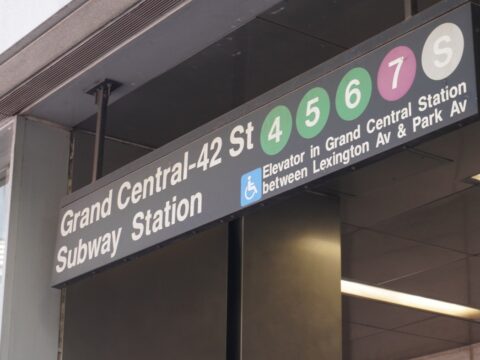 Grand Central-42 St 4 5 6 7 S
Subway Station
Elevator in Grand Central Station
between Lexington Av & Park Av